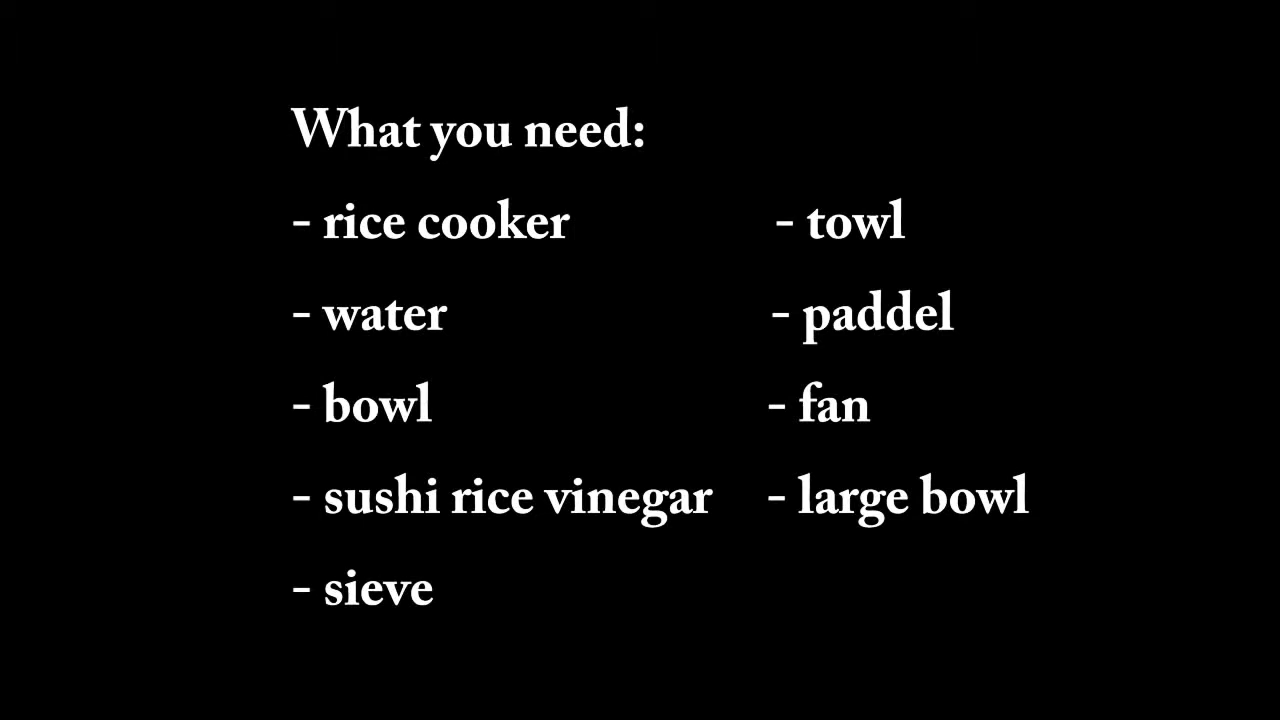 What you need:
- rice cooker - towl
- water - paddel
- bowl - fan
- sushi rice vinegar - large bowl
- sieve